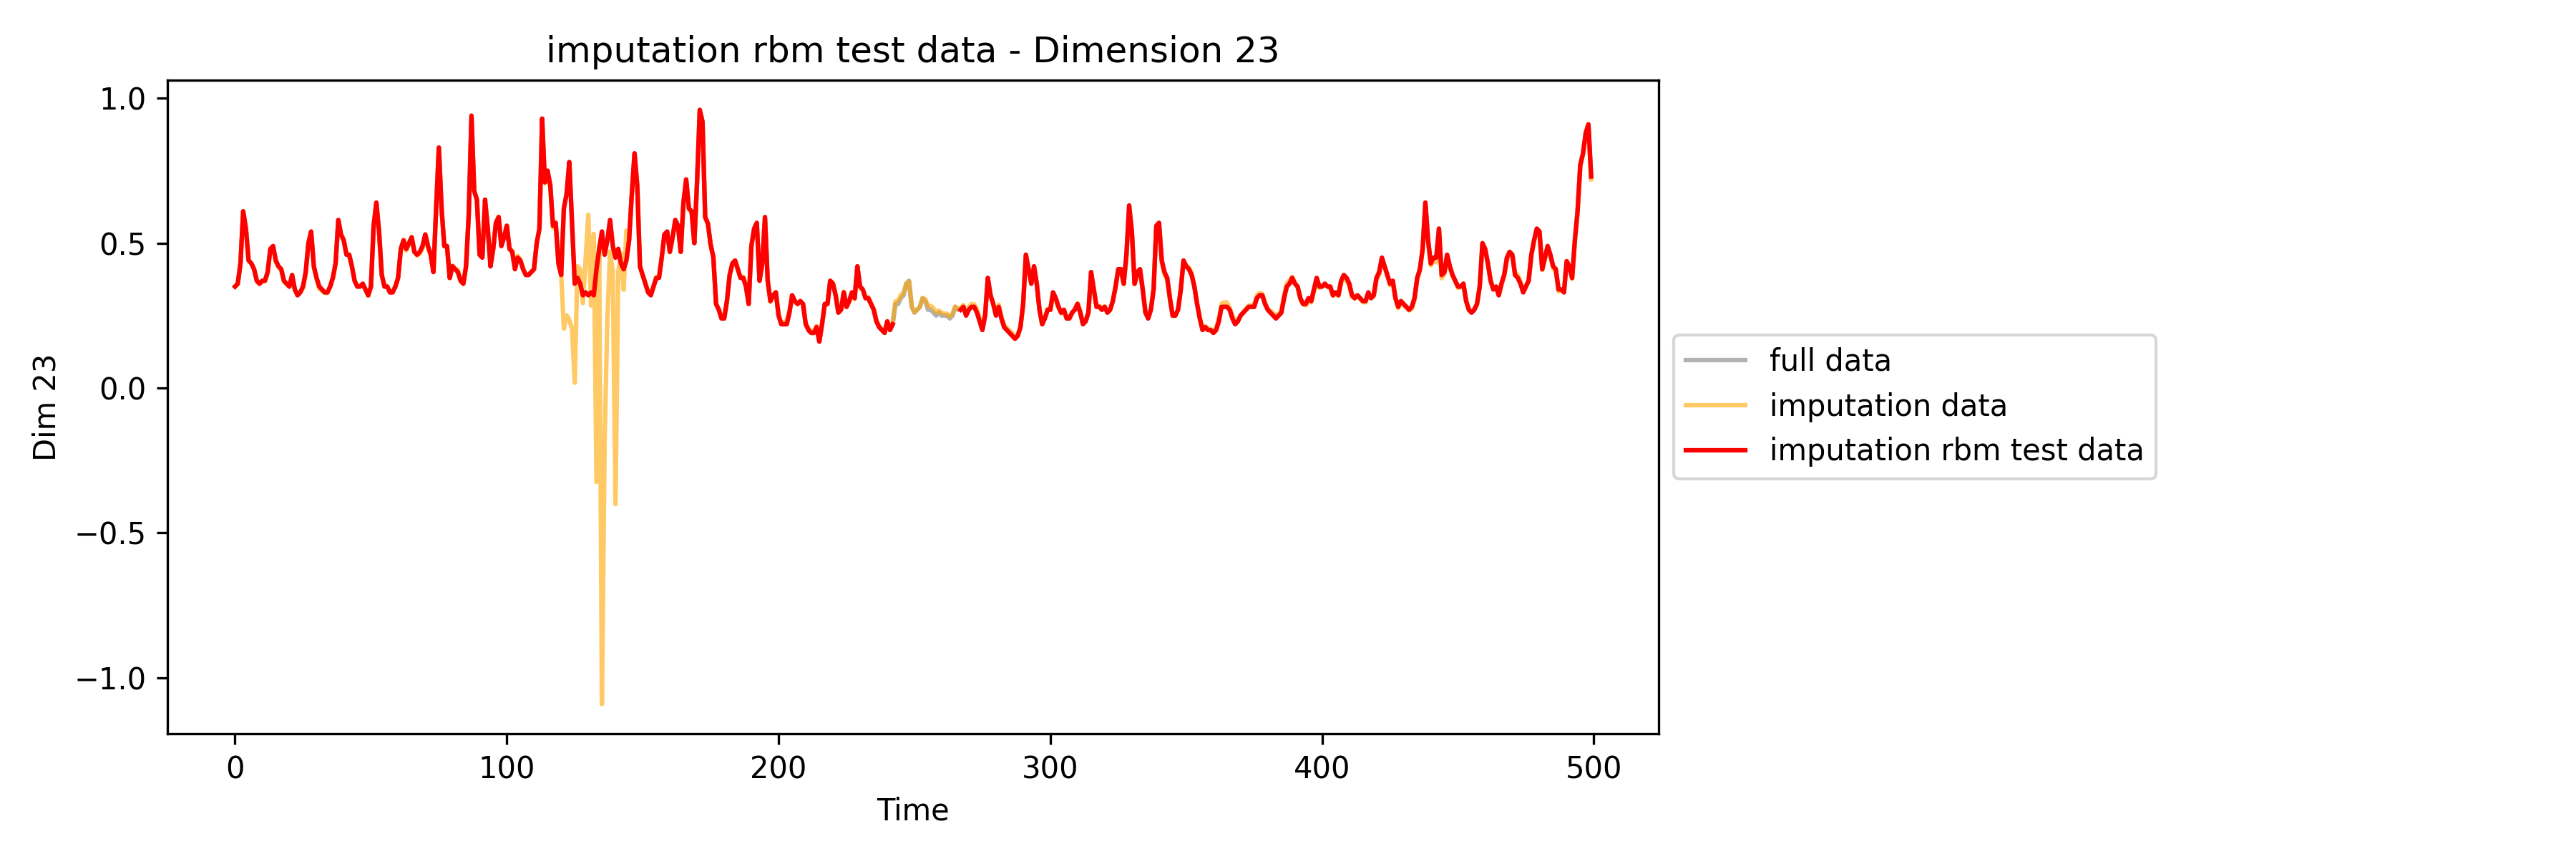 imputation rbm test data - Dimension 23
1.0
0.5
0.0
−0.5
−1.0
Dim 23
0 100 200 300 400 500
Time
full data
imputation data
imputation rbm test data